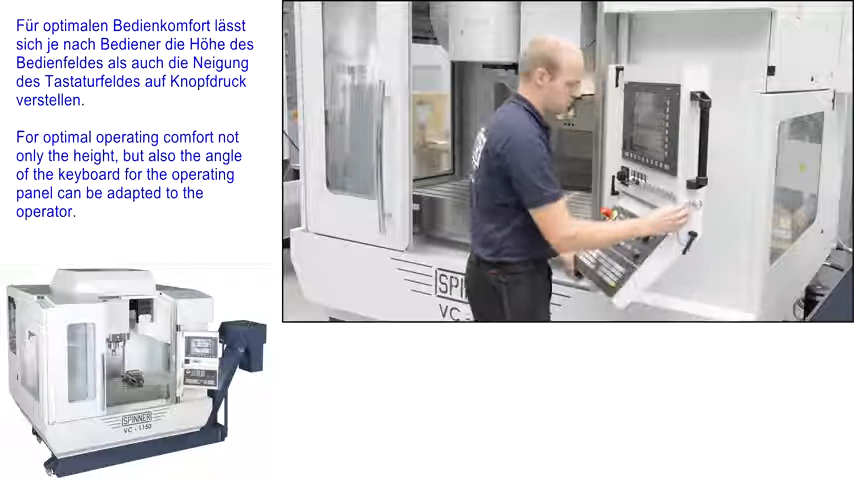 Für optimalen Bedienkomfort lässt
sich je nach Bediener die Höhe des
Bedienfeldes als auch die Neigung
des Tastaturfeldes auf Knopfdruck
verstellen.
For optimal operating comfort not
only the height, but also the angle
of the keyboard for the operating
panel can be adapted to the
operator.
SPINNER
VC - 1150
VC -